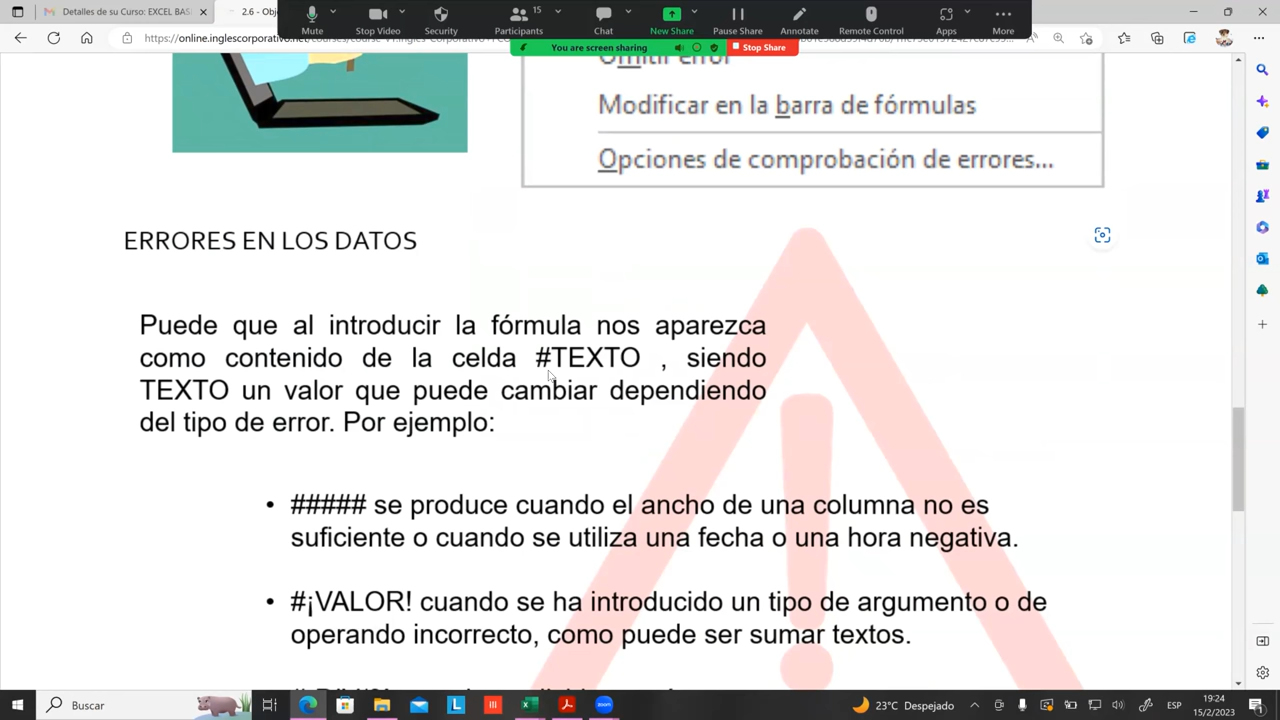 Detalles de su Curso: EXCEL BAS
2.6 - Obj
Mute
Stop Video
Security
15
Participants
Chat
New Share
Pause Share
Annotate
Remote Control
Apps
More
You are screen sharing
Stop Share
Omitir error
Modificar en la barra de fórmulas
Opciones de comprobación de errores...
ERRORES EN LOS DATOS
Puede que al introducir la fórmula nos aparezca
como contenido de la celda #TEXTO , siendo
TEXTO un valor que puede cambiar dependiendo
del tipo de error. Por ejemplo:
• ##### se produce cuando el ancho de una columna no es
suficiente o cuando se utiliza una fecha o una hora negativa.
• #¡VALOR! cuando se ha introducido un tipo de argumento o de
operando incorrecto, como puede ser sumar textos.
Buscar
23°C Despejado
ESP
19:24
15/2/2023